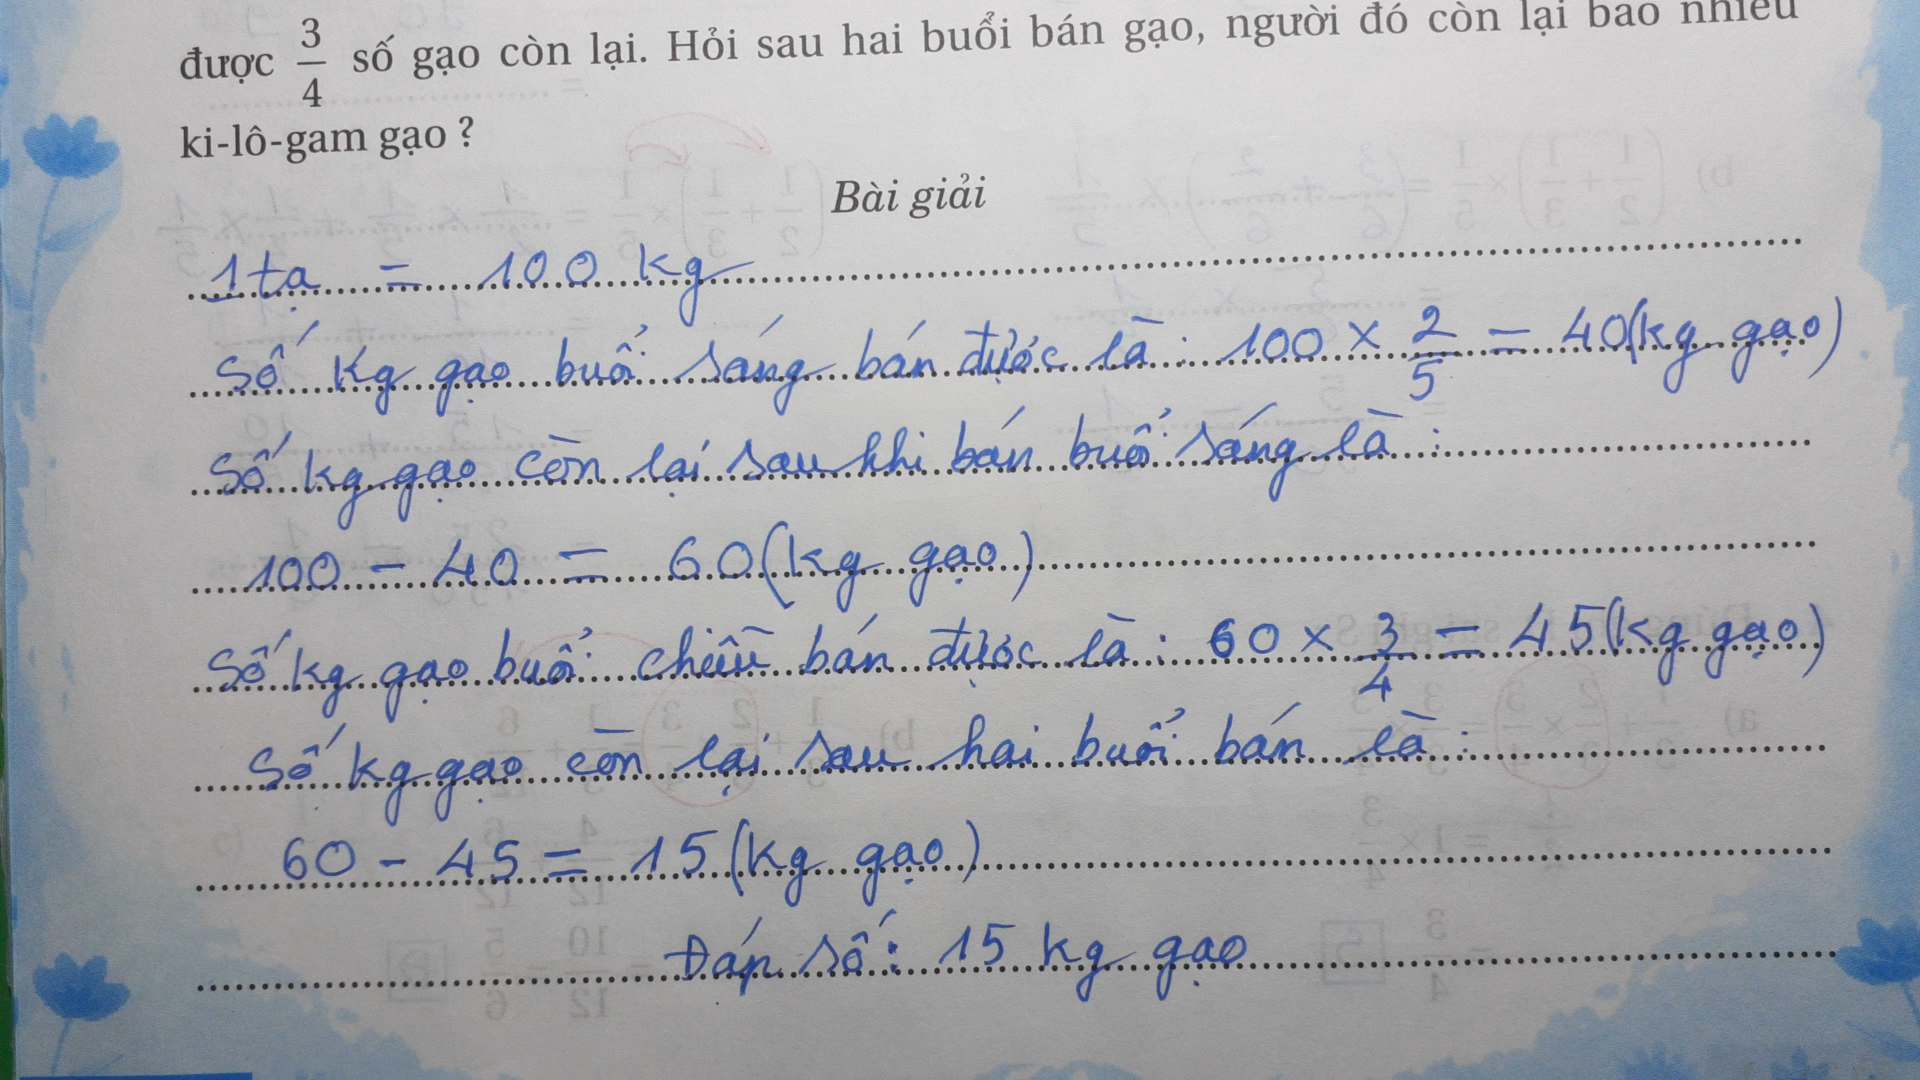 được 3/4 số gạo còn lại. Hỏi sau hai buổi bán gạo, người đó còn lại bao nhiêu
ki-lô-gam gạo ?
Bài giải
1 tạ = 100 kg
Số kg gạo buổi sáng bán được là : 100 × 2/5 = 40(kg gạo)
Số kg gạo còn lại sau khi bán buổi sáng là :
100 - 40 = 60(kg gạo)
Số kg gạo buổi chiều bán được là : 60 × 3/4 = 45(kg gạo)
Số kg gạo còn lại sau hai buổi bán là :
60 - 45 = 15(kg gạo)
Đáp số : 15 kg gạo